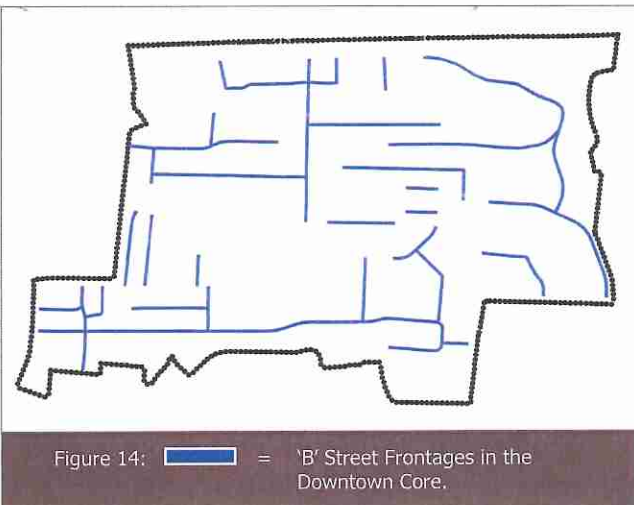 Figure 14: = 'B' Street Frontages in the
Downtown Core.